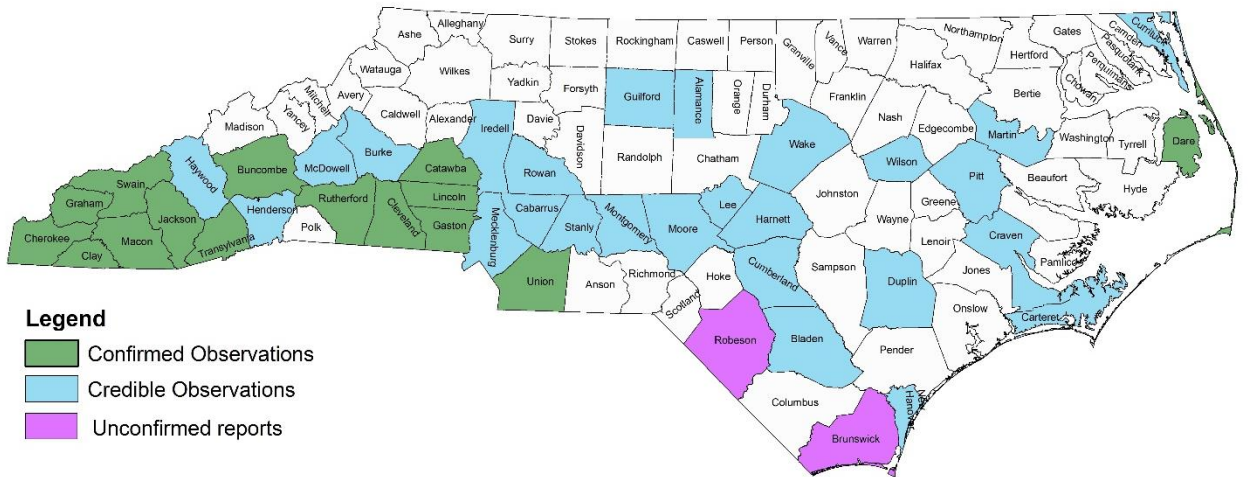 Alleghany
Ashe
Surry
Stokes
Rockingham
Caswell
Person
Granville
Vance
Warren
Northampton
Gates
Camden
Currituck
Pasquotank
Perquimans
Chowan
Hertford
Halifax
Bertie
Watauga
Wilkes
Yadkin
Forsyth
Guilford
Alamance
Orange
Durham
Franklin
Nash
Edgecombe
Martin
Washington
Tyrrell
Dare
Mitchell
Avery
Yancey
Madison
Caldwell
Alexander
Iredell
Davie
Davidson
Randolph
Chatham
Wake
Wilson
Pitt
Beaufort
Hyde
Haywood
Buncombe
McDowell
Burke
Catawba
Rowan
Johnston
Greene
Swain
Graham
Jackson
Henderson
Rutherford
Cleveland
Lincoln
Gaston
Mecklenburg
Cabarrus
Stanly
Montgomery
Moore
Lee
Harnett
Wayne
Lenoir
Craven
Pamlico
Cherokee
Clay
Macon
Transylvania
Polk
Union
Anson
Richmond
Scotland
Hoke
Cumberland
Sampson
Duplin
Jones
Onslow
Carteret
Robeson
Bladen
Pender
Columbus
Brunswick
New
Hanover
Legend
Confirmed Observations
Credible Observations
Unconfirmed reports